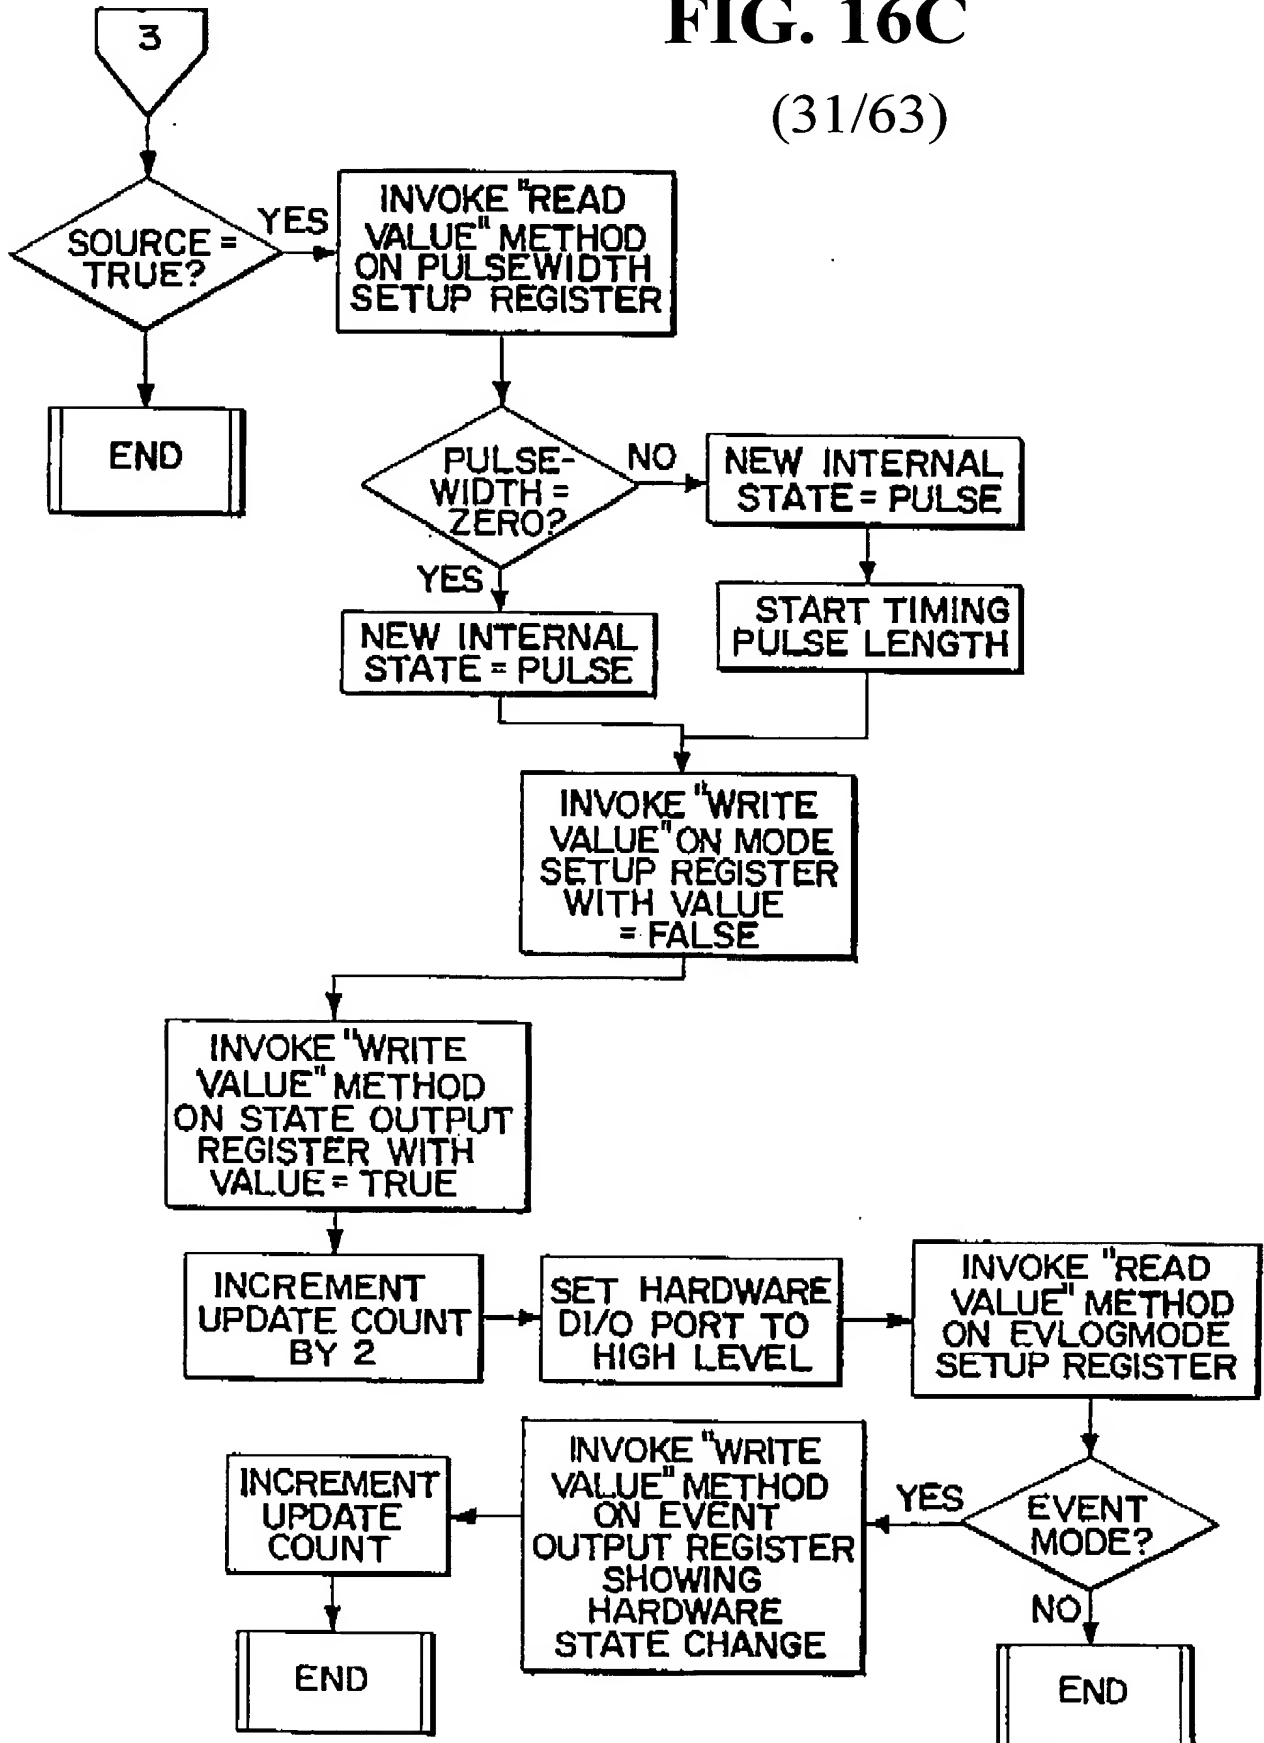 FIG. 16C
(31/63)
3
SOURCE =
TRUE?
YES
INVOKE "READ
VALUE" METHOD
ON PULSEWIDTH
SETUP REGISTER
END
PULSE-
WIDTH =
ZERO?
NO
NEW INTERNAL
STATE = PULSE
START TIMING
PULSE LENGTH
YES
NEW INTERNAL
STATE = PULSE
INVOKE "WRITE
VALUE" ON MODE
SETUP REGISTER
WITH VALUE
= FALSE
INVOKE "WRITE
VALUE" METHOD
ON STATE OUTPUT
REGISTER WITH
VALUE = TRUE
INCREMENT
UPDATE COUNT
BY 2
SET HARDWARE
DI/O PORT TO
HIGH LEVEL
INVOKE "READ
VALUE" METHOD
ON EVLOGMODE
SETUP REGISTER
EVENT
MODE?
YES
INVOKE "WRITE
VALUE" METHOD
ON EVENT
OUTPUT REGISTER
SHOWING
HARDWARE
STATE CHANGE
INCREMENT
UPDATE
COUNT
END
NO
END